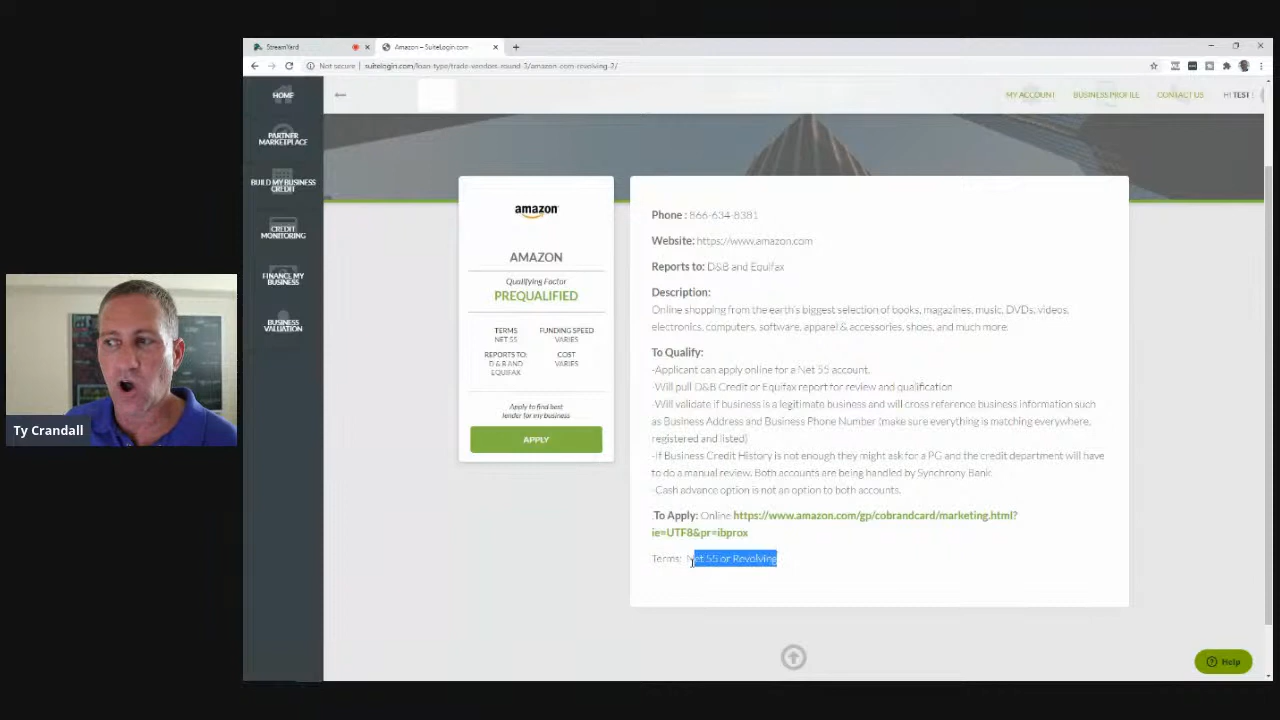 StreamYard
Amazon – SuiteLogin.com
Not secure | suitelogin.com/loan-type/trade-vendors-round-3/amazon-com-revolving-2/
HOME
PARTNER
MARKETPLACE
BUILD MY BUSINESS
CREDIT
CREDIT
MONITORING
FINANCE MY
BUSINESS
BUSINESS
VALUATION
MY ACCOUNT
BUSINESS PROFILE
CONTACT US
HI TEST
amazon
AMAZON
Qualifying Factor
PREQUALIFIED
TERMS
NET 55
FUNDING SPEED
VARIES
REPORTS TO:
D & B AND
EQUIFAX
COST
VARIES
Apply to find best
lender for my business
APPLY
Phone : 866-634-8381
Website: https://www.amazon.com
Reports to: D&B and Equifax
Description:
Online shopping from the earth's biggest selection of books, magazines, music, DVDs, videos,
electronics, computers, software, apparel & accessories, shoes, and much more.
To Qualify:
-Applicant can apply online for a Net 55 account.
-Will pull D&B Credit or Equifax report for review and qualification
-Will validate if business is a legitimate business and will cross reference business information such
as Business Address and Business Phone Number (make sure everything is matching everywhere,
registered and listed)
-If Business Credit History is not enough they might ask for a PG and the credit department will have
to do a manual review. Both accounts are being handled by Synchrony Bank
-Cash advance option is not an option to both accounts.
To Apply: Online https://www.amazon.com/gp/cobrandcard/marketing.html?
ie=UTF8&pr=ibprox
Terms: Net 55 or Revolving
Help
Ty Crandall